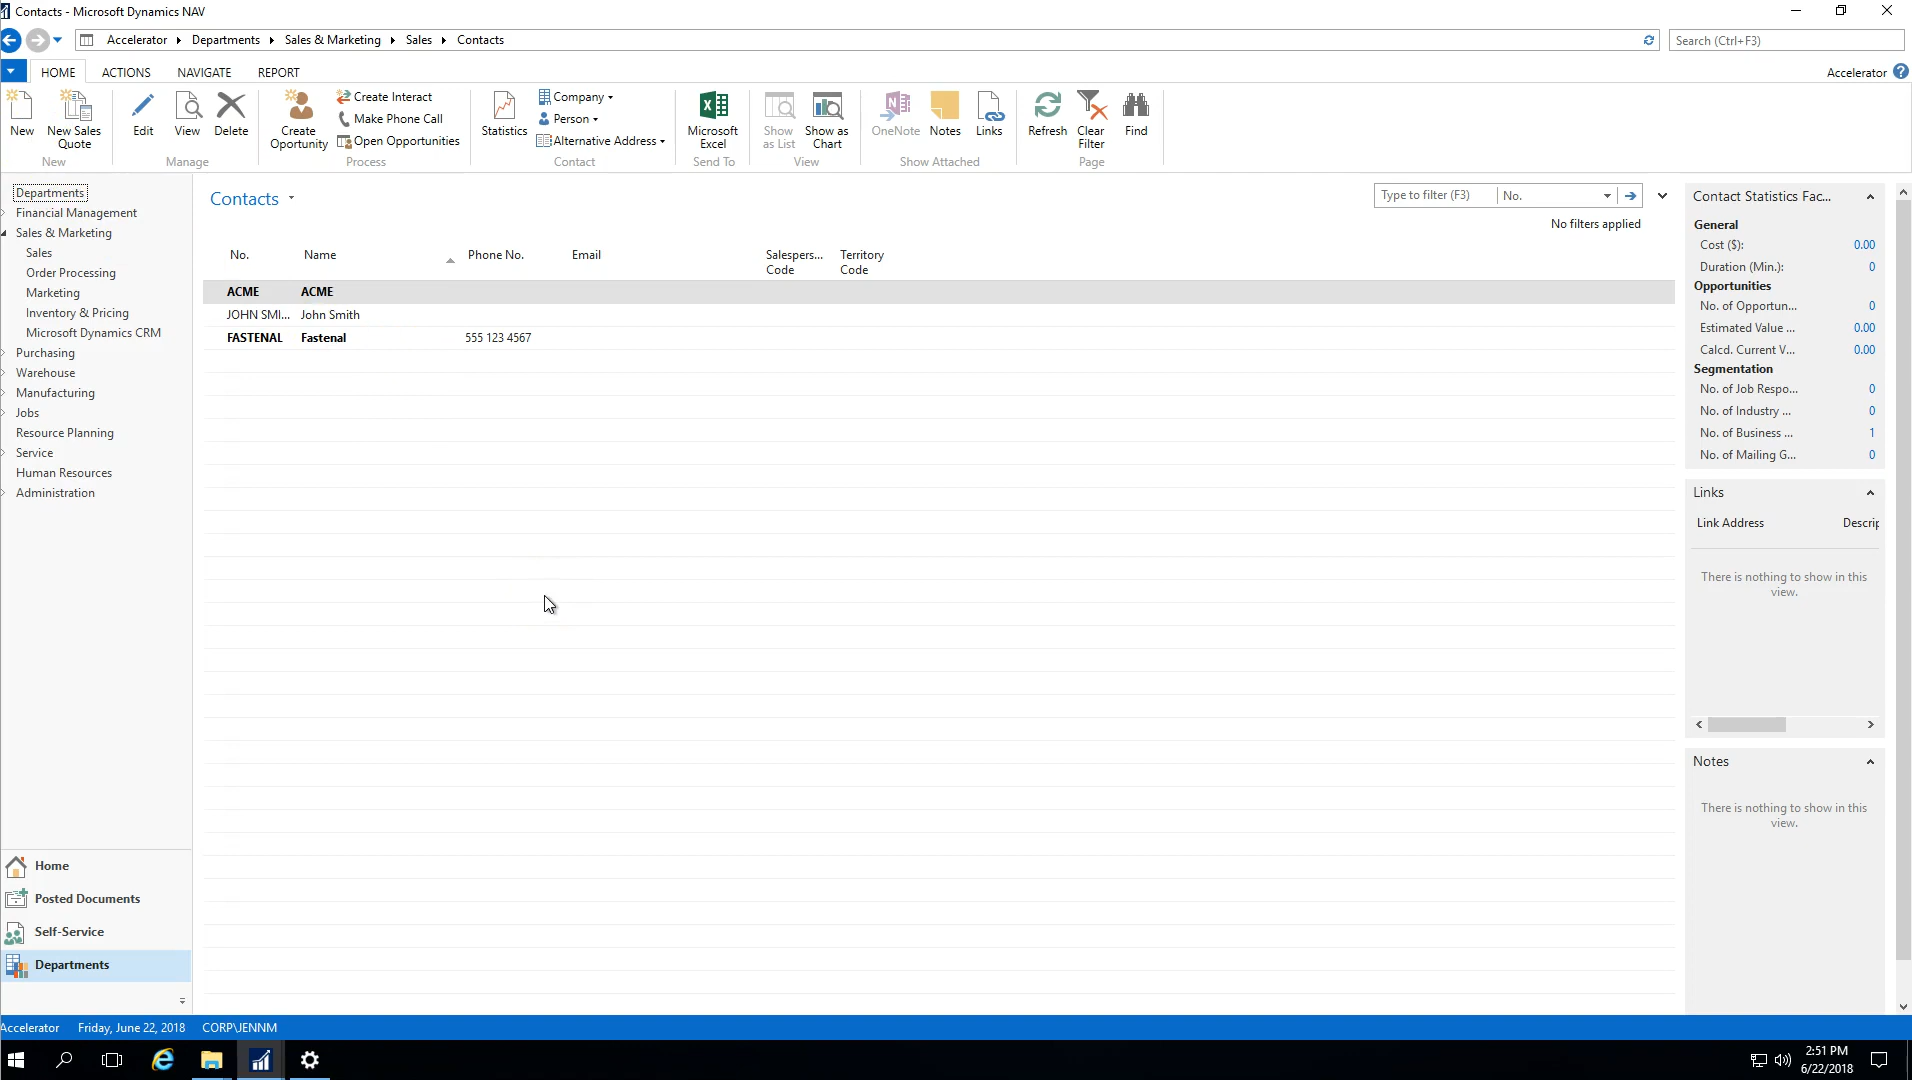 Contacts - Microsoft Dynamics NAV
Accelerator Departments Sales & Marketing Sales Contacts
Search (Ctrl+F3)
HOME ACTIONS NAVIGATE REPORT
Accelerator
New
New Sales Quote
New
Edit
View
Delete
Manage
Create Oportunity
Create Interact
Make Phone Call
Open Opportunities
Process
Statistics
Company
Person
Alternative Address
Contact
Microsoft Excel
Send To
Show as List
Show as Chart
View
OneNote
Notes
Links
Show Attached
Refresh
Clear Filter
Find
Page
Departments
Financial Management
Sales & Marketing
Sales
Order Processing
Marketing
Inventory & Pricing
Microsoft Dynamics CRM
Purchasing
Warehouse
Manufacturing
Jobs
Resource Planning
Service
Human Resources
Administration
Home
Posted Documents
Self-Service
Departments
Contacts
Type to filter (F3) No.
No filters applied
No. Name Phone No. Email Salespers... Code Territory Code
ACME ACME
JOHN SMI... John Smith
FASTENAL Fastenal 555 123 4567
Contact Statistics Fac...
General
Cost ($): 0.00
Duration (Min.): 0
Opportunities
No. of Opportun... 0
Estimated Value ... 0.00
Calcd. Current V... 0.00
Segmentation
No. of Job Respo... 0
No. of Industry ... 0
No. of Business ... 1
No. of Mailing G... 0
Links
Link Address Descrip
There is nothing to show in this
view.
Notes
There is nothing to show in this
view.
Accelerator Friday, June 22, 2018 CORP\JENNM
2:51 PM
6/22/2018